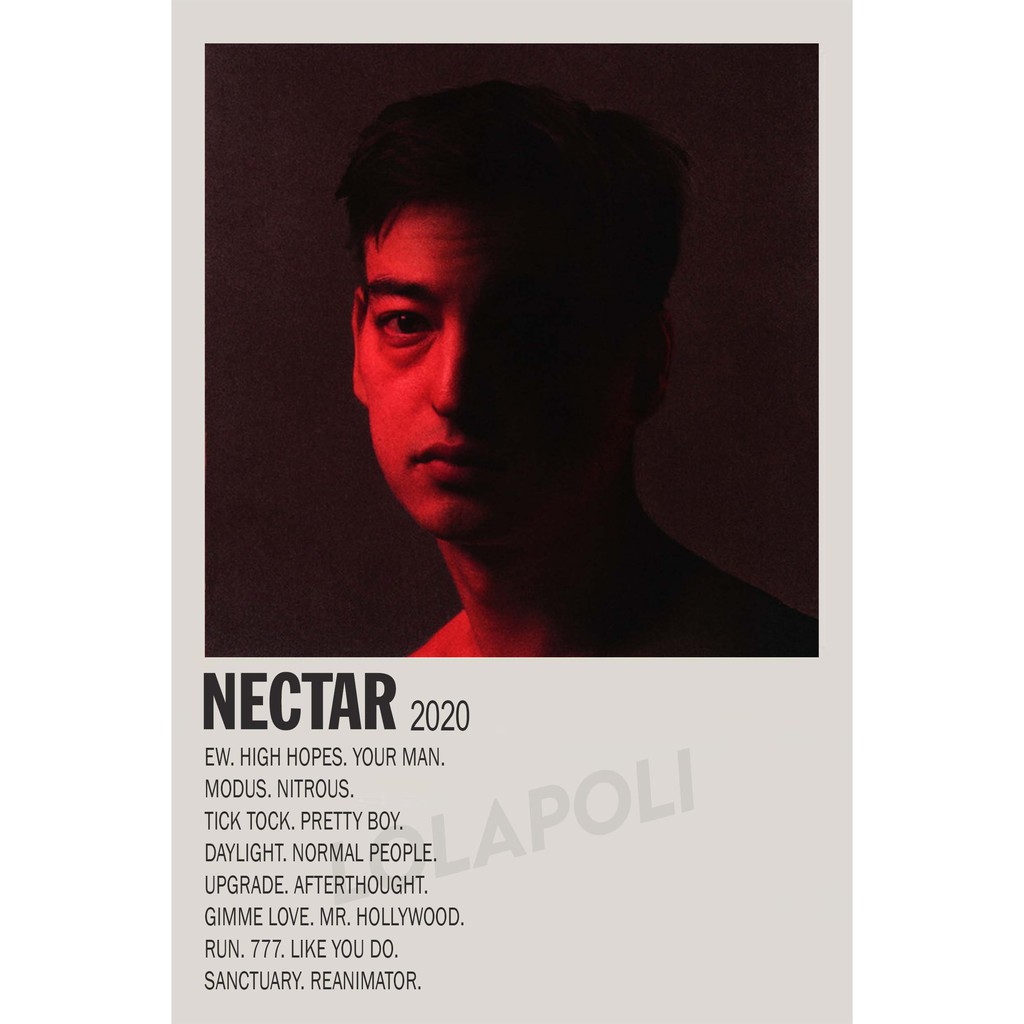 NECTAR 2020
EW. HIGH HOPES. YOUR MAN.
MODUS. NITROUS.
TICK TOCK. PRETTY BOY.
DAYLIGHT. NORMAL PEOPLE.
UPGRADE. AFTERTHOUGHT.
GIMME LOVE. MR. HOLLYWOOD.
RUN. 777. LIKE YOU DO.
SANCTUARY. REANIMATOR.
LOLAPOLI